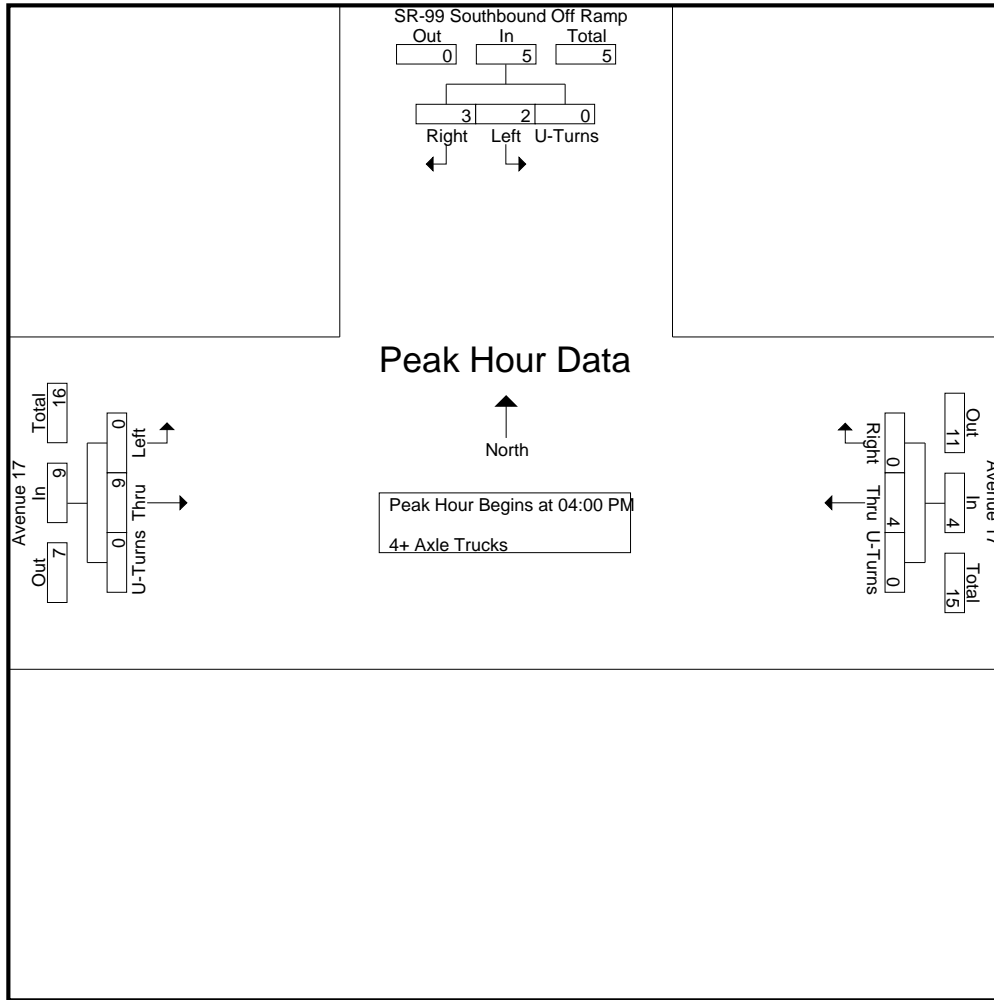 SR-99 Southbound Off Ramp
Out In Total
0 5 5
3 2 0
Right Left U-Turns
Peak Hour Data
North
Peak Hour Begins at 04:00 PM
4+ Axle Trucks
Avenue 17
Out In Total
7 9 16
U-Turns Thru Left
0 9 0
Avenue 17
Out In Total
11 4 15
Right Thru U-Turns
0 4 0